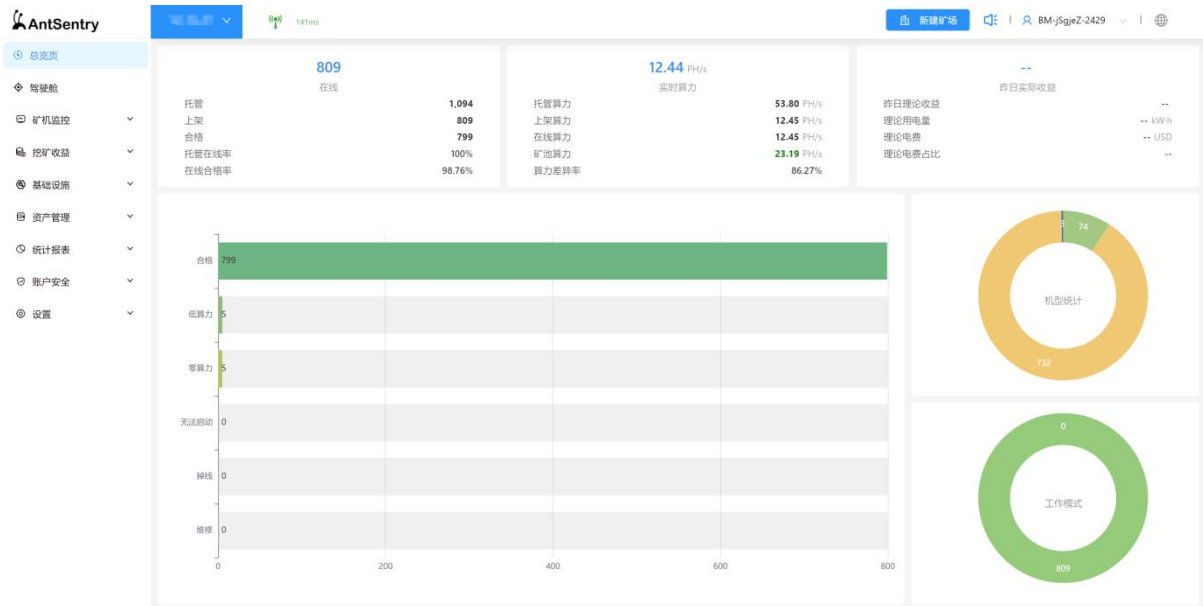 AntSentry
141ms
新建矿场
BM-jSgjeZ-2429
总览页
驾驶舱
矿机监控
挖矿收益
基础设施
资产管理
统计报表
账户安全
设置
809
在线
托管 1,094
上架 809
合格 799
托管在线率 100%
在线合格率 98.76%
12.44 PH/s
实时算力
托管算力 53.80 PH/s
上架算力 12.45 PH/s
在线算力 12.45 PH/s
矿池算力 23.19 PH/s
算力差异率 86.27%
--
昨日实际收益
昨日理论收益 --
理论用电量 -- kW·h
理论电费 -- USD
理论电费占比 --
合格 799
低算力 5
零算力 5
无法启动 0
掉线 0
维修 0
0 200 400 600 800
3 74
机型统计
732
0
工作模式
809